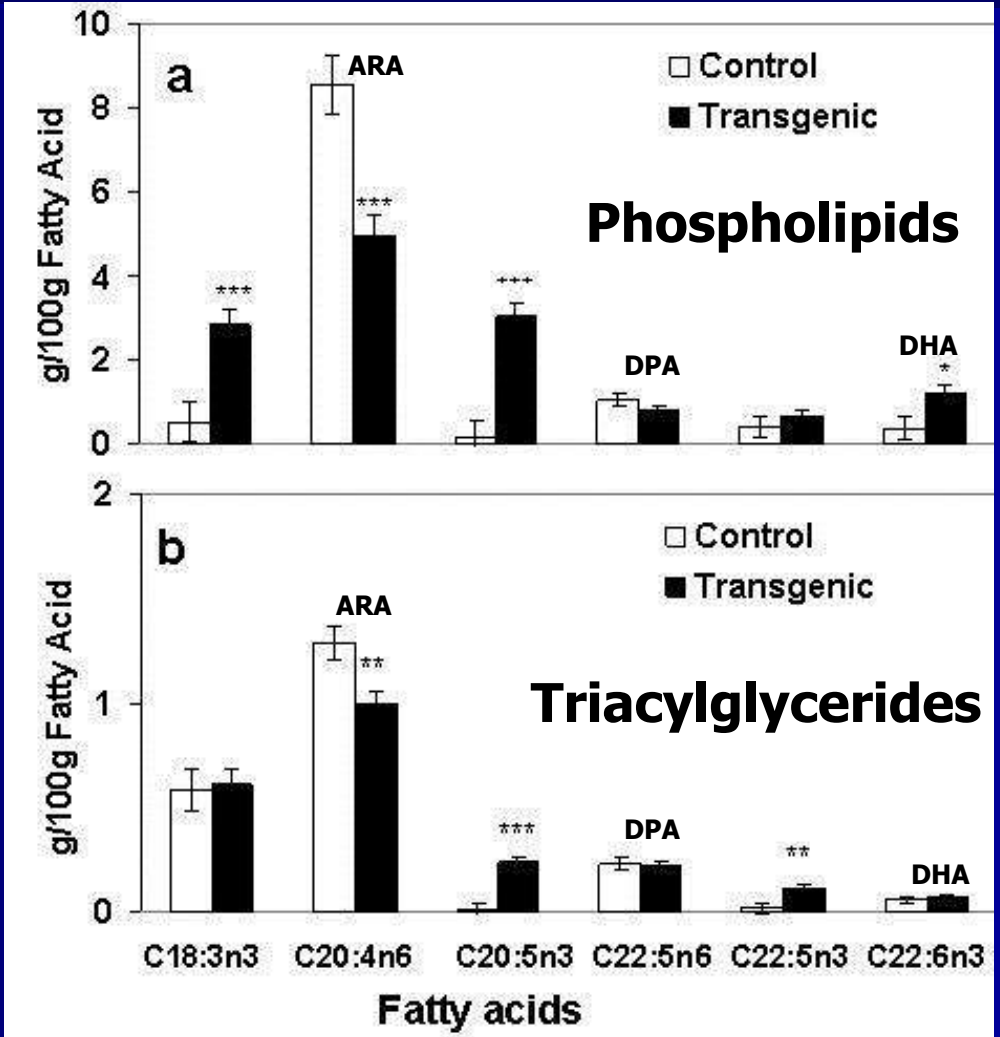 10
a
ARA
Control
Transgenic
8
6
***
Phospholipids
4
***
***
g/100g Fatty Acid
2
DPA
DHA
*
0
2
b
Control
Transgenic
ARA
**
1
Triacylglycerides
g/100g Fatty Acid
***
DPA
**
DHA
0
C18:3n3 C20:4n6 C20:5n3 C22:5n6 C22:5n3 C22:6n3
Fatty acids